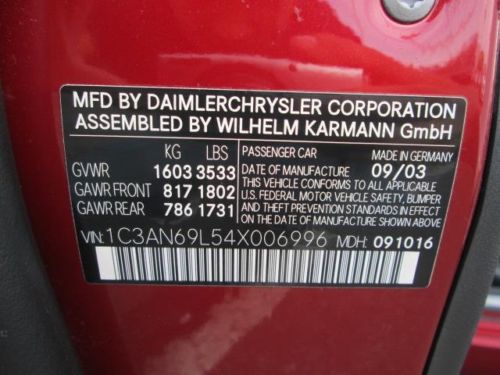 MFD BY DAIMLERCHRYSLER CORPORATION
ASSEMBLED BY WILHELM KARMANN GmbH
KG LBS PASSENGER CAR MADE IN GERMANY
GVWR 1603 3533 DATE OF MANUFACTURE 09/03
GAWR FRONT 817 1802 THIS VEHICLE CONFORMS TO ALL APPLICABLE
GAWR REAR 786 1731 U.S. FEDERAL MOTOR VEHICLE SAFETY, BUMPER
AND THEFT PREVENTION STANDARDS IN EFFECT
ON THE DATE OF MANUFACTURE SHOWN ABOVE.
VIN: 1C3AN69L54X006996 MDH: 091016